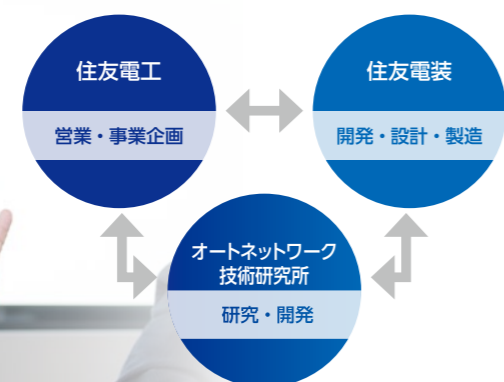 住友電工
営業・事業企画
住友電装
開発・設計・製造
オートネットワーク
技術研究所
研究・開発